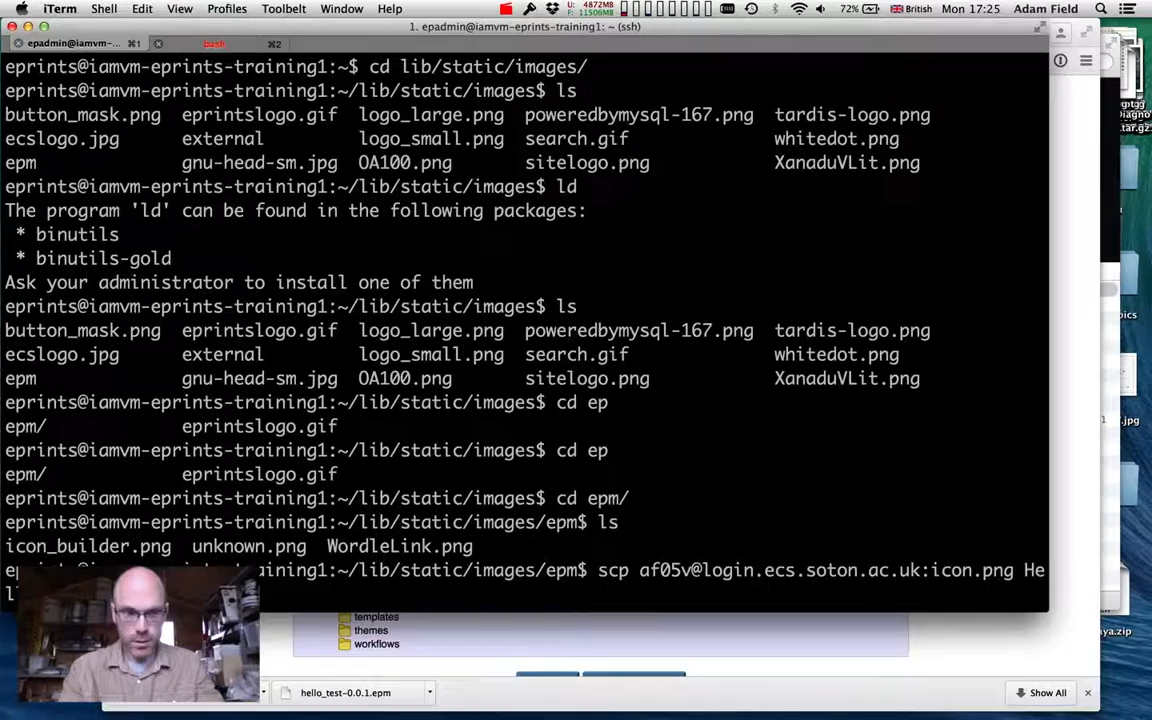 iTerm Shell Edit View Profiles Toolbelt Window Help U: 4872MB F: 11506MB 72% British Mon 17:25 Adam Field
1. epadmin@iamvm-eprints-training1: ~ (ssh)
epadmin@iamvm-... ⌘1 bash ⌘2
eprints@iamvm-eprints-training1:~$ cd lib/static/images/
eprints@iamvm-eprints-training1:~/lib/static/images$ ls
button_mask.png eprintslogo.gif logo_large.png poweredbymysql-167.png tardis-logo.png
ecslogo.jpg external logo_small.png search.gif whitedot.png
epm gnu-head-sm.jpg OA100.png sitelogo.png XanaduVLit.png
eprints@iamvm-eprints-training1:~/lib/static/images$ ld
The program 'ld' can be found in the following packages:
* binutils
* binutils-gold
Ask your administrator to install one of them
eprints@iamvm-eprints-training1:~/lib/static/images$ ls
button_mask.png eprintslogo.gif logo_large.png poweredbymysql-167.png tardis-logo.png
ecslogo.jpg external logo_small.png search.gif whitedot.png
epm gnu-head-sm.jpg OA100.png sitelogo.png XanaduVLit.png
eprints@iamvm-eprints-training1:~/lib/static/images$ cd ep
epm/ eprintslogo.gif
eprints@iamvm-eprints-training1:~/lib/static/images$ cd ep
epm/ eprintslogo.gif
eprints@iamvm-eprints-training1:~/lib/static/images$ cd epm/
eprints@iamvm-eprints-training1:~/lib/static/images/epm$ ls
icon_builder.png unknown.png WordleLink.png
aining1:~/lib/static/images/epm$ scp af05v@login.ecs.soton.ac.uk:icon.png He
templates
themes
workflows
hello_test-0.0.1.epm Show All
ar.gz
pics
.jpg
ya.zip